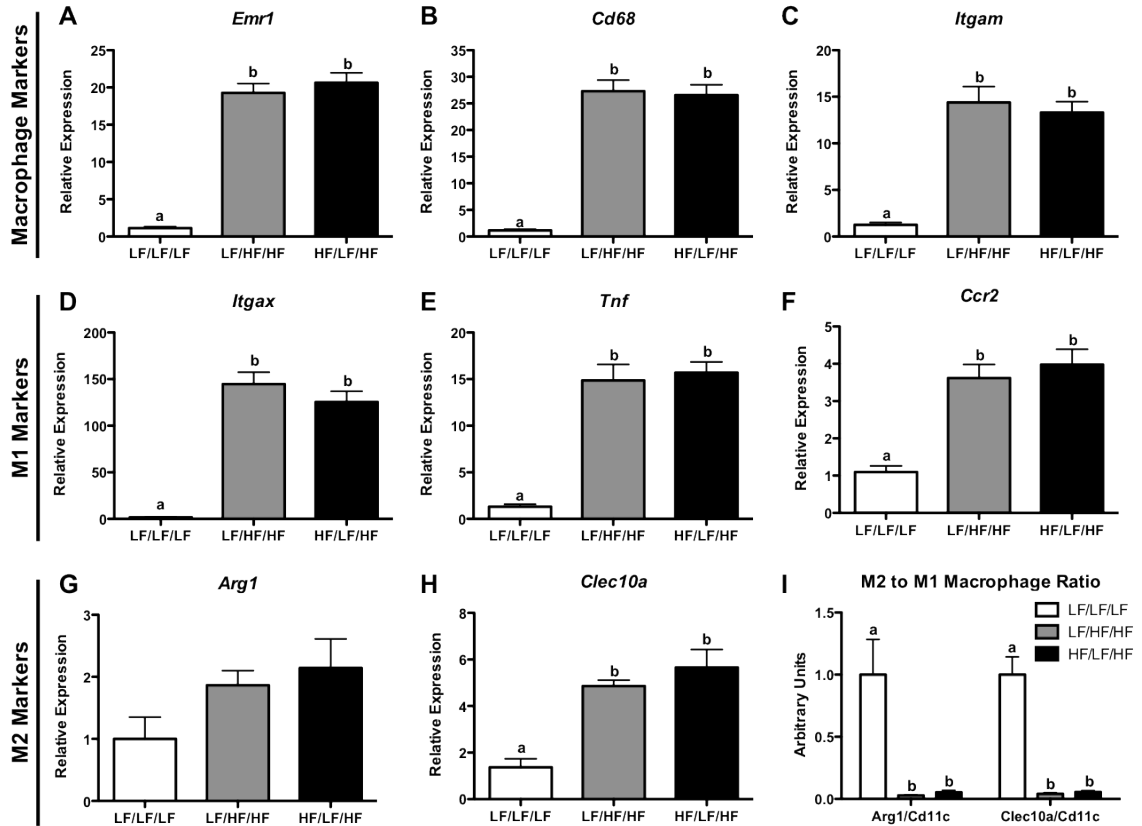 Macrophage Markers
A
Emr1
Relative Expression
25
20
15
10
5
0
a
b
b
LF/LF/LF
LF/HF/HF
HF/LF/HF
B
Cd68
Relative Expression
35
30
25
20
15
10
5
0
a
b
b
LF/LF/LF
LF/HF/HF
HF/LF/HF
C
Itgam
Relative Expression
20
15
10
5
0
a
b
b
LF/LF/LF
LF/HF/HF
HF/LF/HF
M1 Markers
D
Itgax
Relative Expression
200
150
100
50
0
a
b
b
LF/LF/LF
LF/HF/HF
HF/LF/HF
E
Tnf
Relative Expression
20
15
10
5
0
a
b
b
LF/LF/LF
LF/HF/HF
HF/LF/HF
F
Ccr2
Relative Expression
5
4
3
2
1
0
a
b
b
LF/LF/LF
LF/HF/HF
HF/LF/HF
M2 Markers
G
Arg1
Relative Expression
3
2
1
0
LF/LF/LF
LF/HF/HF
HF/LF/HF
H
Clec10a
Relative Expression
8
6
4
2
0
a
b
b
LF/LF/LF
LF/HF/HF
HF/LF/HF
I
M2 to M1 Macrophage Ratio
Arbitrary Units
1.5
1.0
0.5
0.0
LF/LF/LF
LF/HF/HF
HF/LF/HF
a
b
b
a
b
b
Arg1/Cd11c
Clec10a/Cd11c